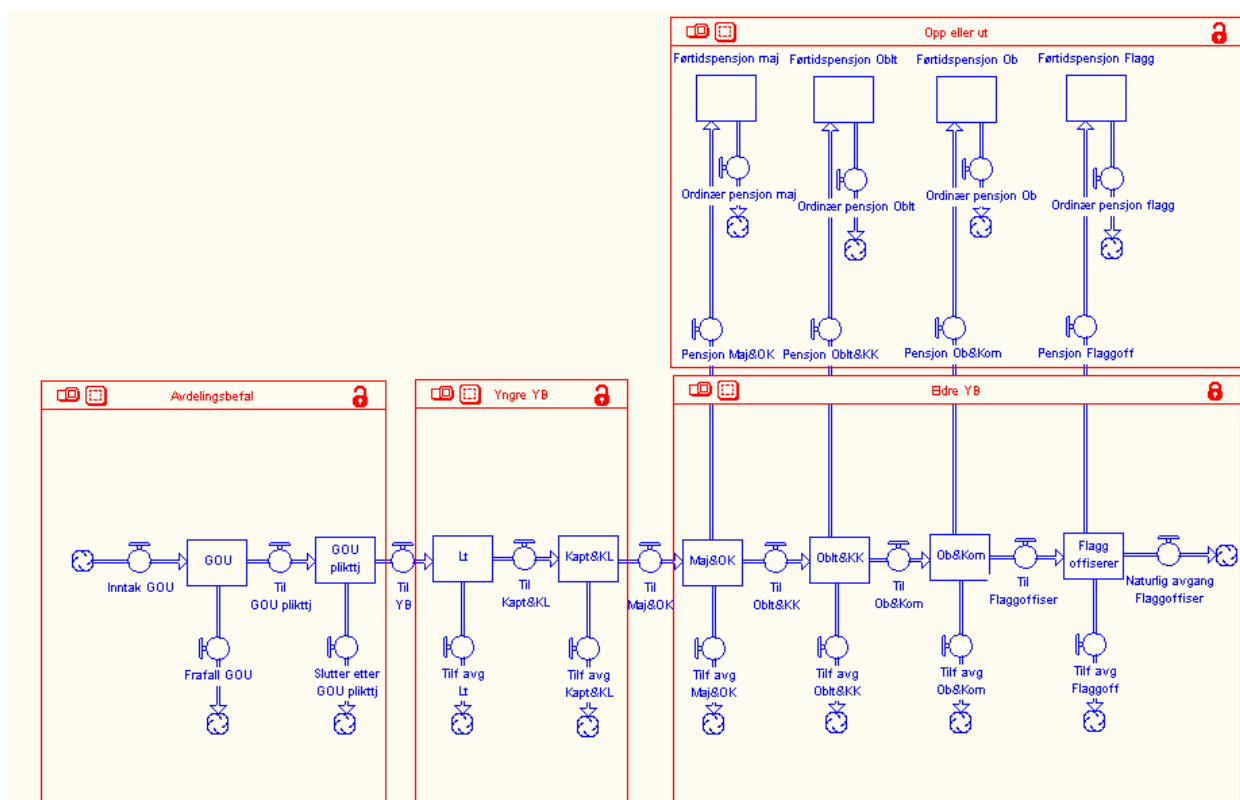 Opp eller ut
Førtidspensjon maj
Førtidspensjon Oblt
Førtidspensjon Ob
Førtidspensjon Flagg
Ordinær pensjon maj
Ordinær pensjon Oblt
Ordinær pensjon Ob
Ordinær pensjon flagg
Pensjon Maj&OK
Pensjon Oblt&KK
Pensjon Ob&Kom
Pensjon Flaggoff
Avdelingsbefal
Yngre YB
Eldre YB
Inntak GOU
GOU
Til
GOU plikttj
GOU
plikttj
Til
YB
Lt
Til
Kapt&KL
Kapt&KL
Til
Maj&OK
Maj&OK
Til
Oblt&KK
Oblt&KK
Til
Ob&Kom
Ob&Kom
Til
Flaggoffiser
Flagg
offiserer
Naturlig avgang
Flaggoffiser
Frafall GOU
Slutter etter
GOU plikttj
Tilf avg
Lt
Tilf avg
Kapt&KL
Tilf avg
Maj&OK
Tilf avg
Oblt&KK
Tilf avg
Ob&Kom
Tilf avg
Flaggoff